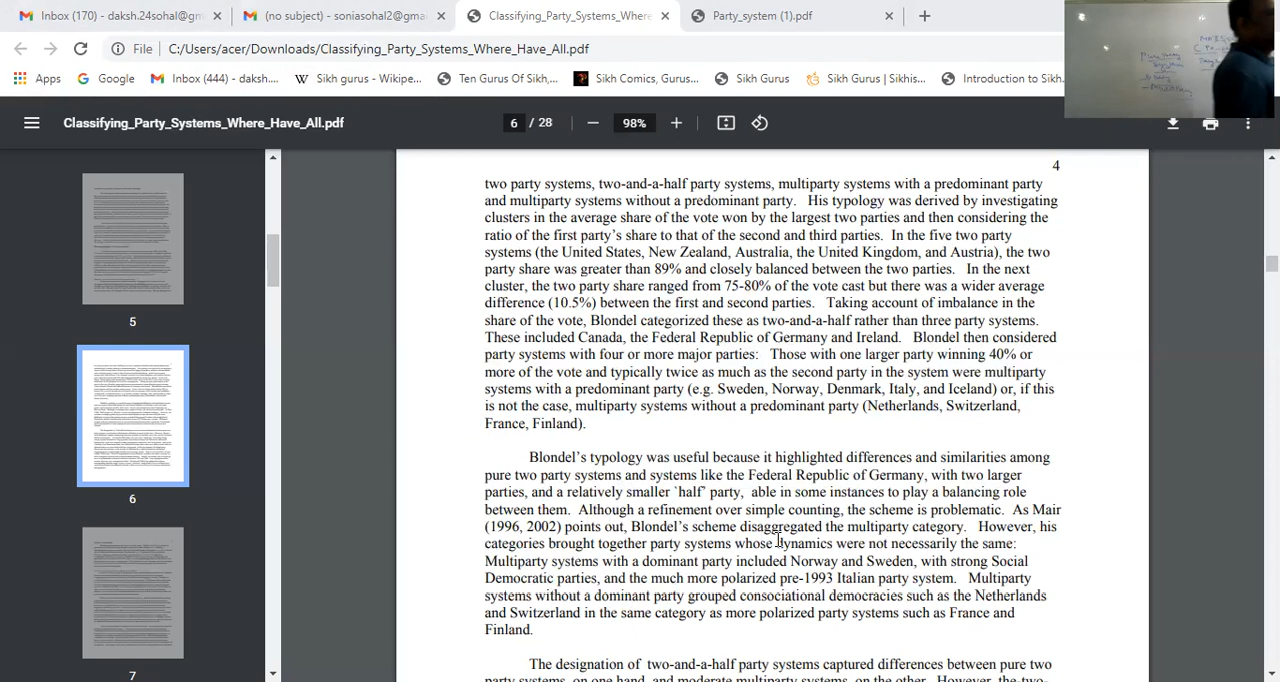 Inbox (170) - daksh.24sohal@gm
(no subject) - soniasohal2@gma
Classifying_Party_Systems_Where
Party_system (1).pdf
File C:/Users/acer/Downloads/Classifying_Party_Systems_Where_Have_All.pdf
Apps Google Inbox (444) - daksh... Sikh gurus - Wikipe... Ten Gurus Of Sikh,... Sikh Comics, Gurus... Sikh Gurus Sikh Gurus | Sikhis... Introduction to Sikh
Classifying_Party_Systems_Where_Have_All.pdf 6 / 28 98%
5
6
7
4
two party systems, two-and-a-half party systems, multiparty systems with a predominant party
and multiparty systems without a predominant party. His typology was derived by investigating
clusters in the average share of the vote won by the largest two parties and then considering the
ratio of the first party's share to that of the second and third parties. In the five two party
systems (the United States, New Zealand, Australia, the United Kingdom, and Austria), the two
party share was greater than 89% and closely balanced between the two parties. In the next
cluster, the two party share ranged from 75-80% of the vote cast but there was a wider average
difference (10.5%) between the first and second parties. Taking account of imbalance in the
share of the vote, Blondel categorized these as two-and-a-half rather than three party systems.
These included Canada, the Federal Republic of Germany and Ireland. Blondel then considered
party systems with four or more major parties: Those with one larger party winning 40% or
more of the vote and typically twice as much as the second party in the system were multiparty
systems with a predominant party (e.g. Sweden, Norway, Denmark, Italy, and Iceland) or, if this
is not the case, multiparty systems without a predominant party (Netherlands, Switzerland,
France, Finland).
Blondel's typology was useful because it highlighted differences and similarities among
pure two party systems and systems like the Federal Republic of Germany, with two larger
parties, and a relatively smaller `half' party, able in some instances to play a balancing role
between them. Although a refinement over simple counting, the scheme is problematic. As Mair
(1996, 2002) points out, Blondel's scheme disaggregated the multiparty category. However, his
categories brought together party systems whose dynamics were not necessarily the same:
Multiparty systems with a dominant party included Norway and Sweden, with strong Social
Democratic parties, and the much more polarized pre-1993 Italian party system. Multiparty
systems without a dominant party grouped consociational democracies such as the Netherlands
and Switzerland in the same category as more polarized party systems such as France and
Finland.
The designation of two-and-a-half party systems captured differences between pure two
party systems, on one hand, and moderate multiparty systems, on the other. However, the two-